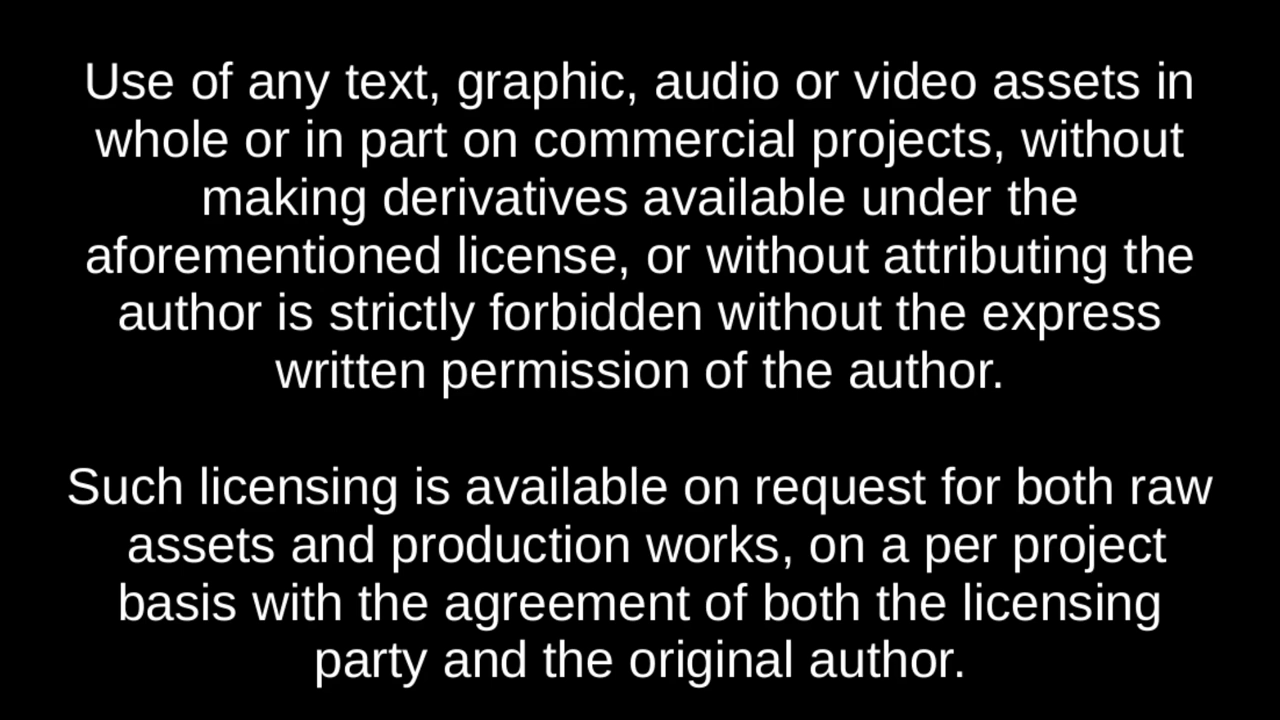 Use of any text, graphic, audio or video assets in
whole or in part on commercial projects, without
making derivatives available under the
aforementioned license, or without attributing the
author is strictly forbidden without the express
written permission of the author.
Such licensing is available on request for both raw
assets and production works, on a per project
basis with the agreement of both the licensing
party and the original author.